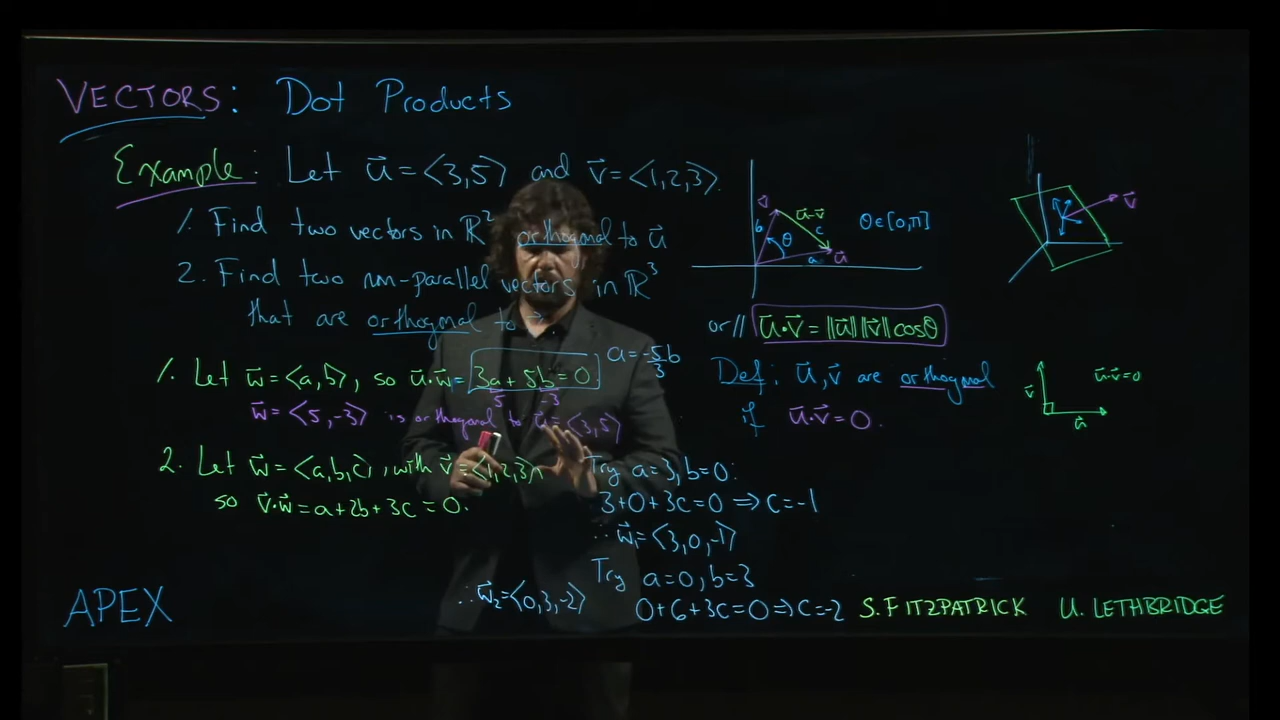 VECTORS: Dot Products
Example: Let u⃗ = ⟨3,5⟩ and v⃗ = ⟨1,2,3⟩.
1. Find two vectors in ℝ² orthogonal to u⃗
2. Find two non-parallel vectors in ℝ³
that are orthogonal to v⃗.
1. Let w⃗ = ⟨a,b⟩, so u⃗·w⃗ = 3a + 5b = 0
5 -3
a = -5/3 b
w⃗ = ⟨5,-3⟩ is orthogonal to u⃗ = ⟨3,5⟩
2. Let w⃗ = ⟨a,b,c⟩, with v⃗ = ⟨1,2,3⟩
so v⃗·w⃗ = a+2b+3c = 0.
Try a=3, b=0:
3+0+3c=0 ⇒ c=-1
∴ w⃗₁ = ⟨3,0,-1⟩
Try a=0, b=3
0+6+3c=0 ⇒ c=-2
∴ w⃗₂ = ⟨0,3,-2⟩
v⃗
u⃗-v⃗
b
c
θ
a
u⃗
θ∈[0,π]
or // u⃗·v⃗ = ‖u⃗‖ ‖v⃗‖ cosθ
Def: u⃗, v⃗ are orthogonal
if u⃗·v⃗ = 0.
v⃗
v⃗
u⃗·v⃗=0
u⃗
APEX
S. FITZPATRICK U. LETHBRIDGE